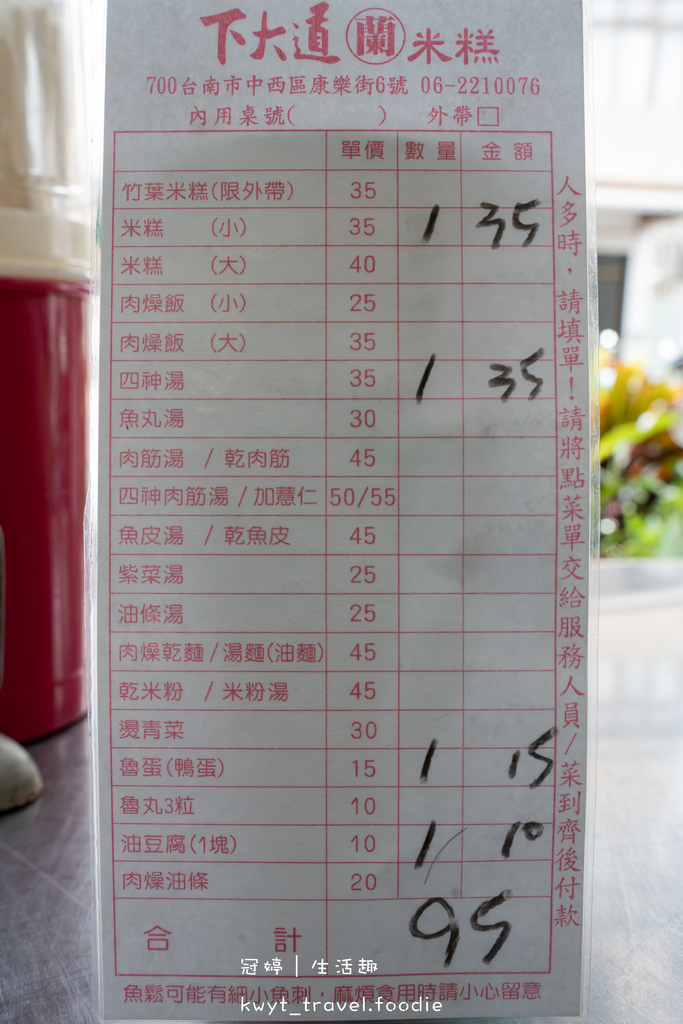 下大道 蘭 米糕
700台南市中西區康樂街6號 06-2210076
內用桌號(　　　) 外帶□
單價 數量 金額
竹葉米糕(限外帶) 35
米糕 (小) 35 1 35
米糕 (大) 40
肉燥飯 (小) 25
肉燥飯 (大) 35
四神湯 35 1 35
魚丸湯 30
肉筋湯 / 乾肉筋 45
四神肉筋湯/加薏仁 50/55
魚皮湯 / 乾魚皮 45
紫菜湯 25
油條湯 25
肉燥乾麵/湯麵(油麵) 45
乾米粉 / 米粉湯 45
燙青菜 30
魯蛋(鴨蛋) 15 1 15
魯丸3粒 10
油豆腐(1塊) 10 1 10
肉燥油條 20
合計 95
人多時，請填單！請將點菜單交給服務人員/菜到齊後付款
魚鬆可能有細小魚刺，麻煩食用時請小心留意
冠婷｜生活趣
kwyt_travel.foodie